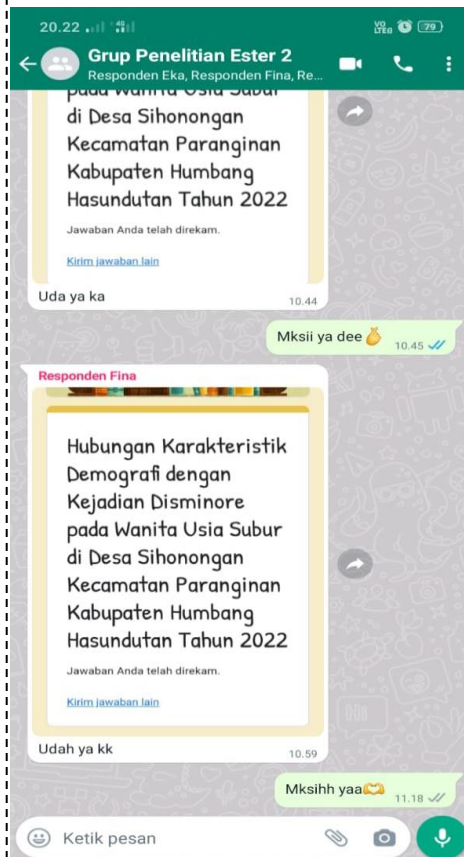 20.22
79
Grup Penelitian Ester 2
Responden Eka, Responden Fina, Re...
pada Wanita Usia Subur
di Desa Sihonongan
Kecamatan Paranginan
Kabupaten Humbang
Hasundutan Tahun 2022
Jawaban Anda telah direkam.
Kirim jawaban lain
Uda ya ka
10.44
Mksii ya dee
10.45
Responden Fina
Hubungan Karakteristik
Demografi dengan
Kejadian Disminore
pada Wanita Usia Subur
di Desa Sihonongan
Kecamatan Paranginan
Kabupaten Humbang
Hasundutan Tahun 2022
Jawaban Anda telah direkam.
Kirim jawaban lain
Udah ya kk
10.59
Mksihh yaa
11.18
Ketik pesan